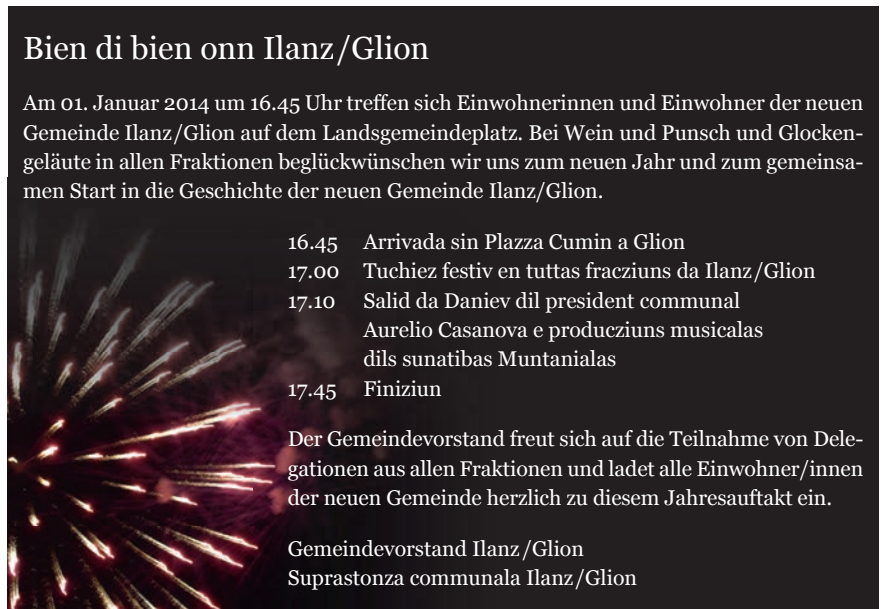 Bien di bien onn Ilanz/Glion
Am 01. Januar 2014 um 16.45 Uhr treffen sich Einwohnerinnen und Einwohner der neuen
Gemeinde Ilanz/Glion auf dem Landsgemeindeplatz. Bei Wein und Punsch und Glocken-
geläute in allen Fraktionen beglückwünschen wir uns zum neuen Jahr und zum gemeinsa-
men Start in die Geschichte der neuen Gemeinde Ilanz/Glion.
16.45 Arrivada sin Plazza Cumin a Glion
17.00 Tuchiez festiv en tuttas fracziuns da Ilanz/Glion
17.10 Salid da Daniev dil president communal
Aurelio Casanova e producziuns musicalas
dils sunatibas Muntanialas
17.45 Finiziun
Der Gemeindevorstand freut sich auf die Teilnahme von Dele-
gationen aus allen Fraktionen und ladet alle Einwohner/innen
der neuen Gemeinde herzlich zu diesem Jahresauftakt ein.
Gemeindevorstand Ilanz/Glion
Suprastonza communala Ilanz/Glion